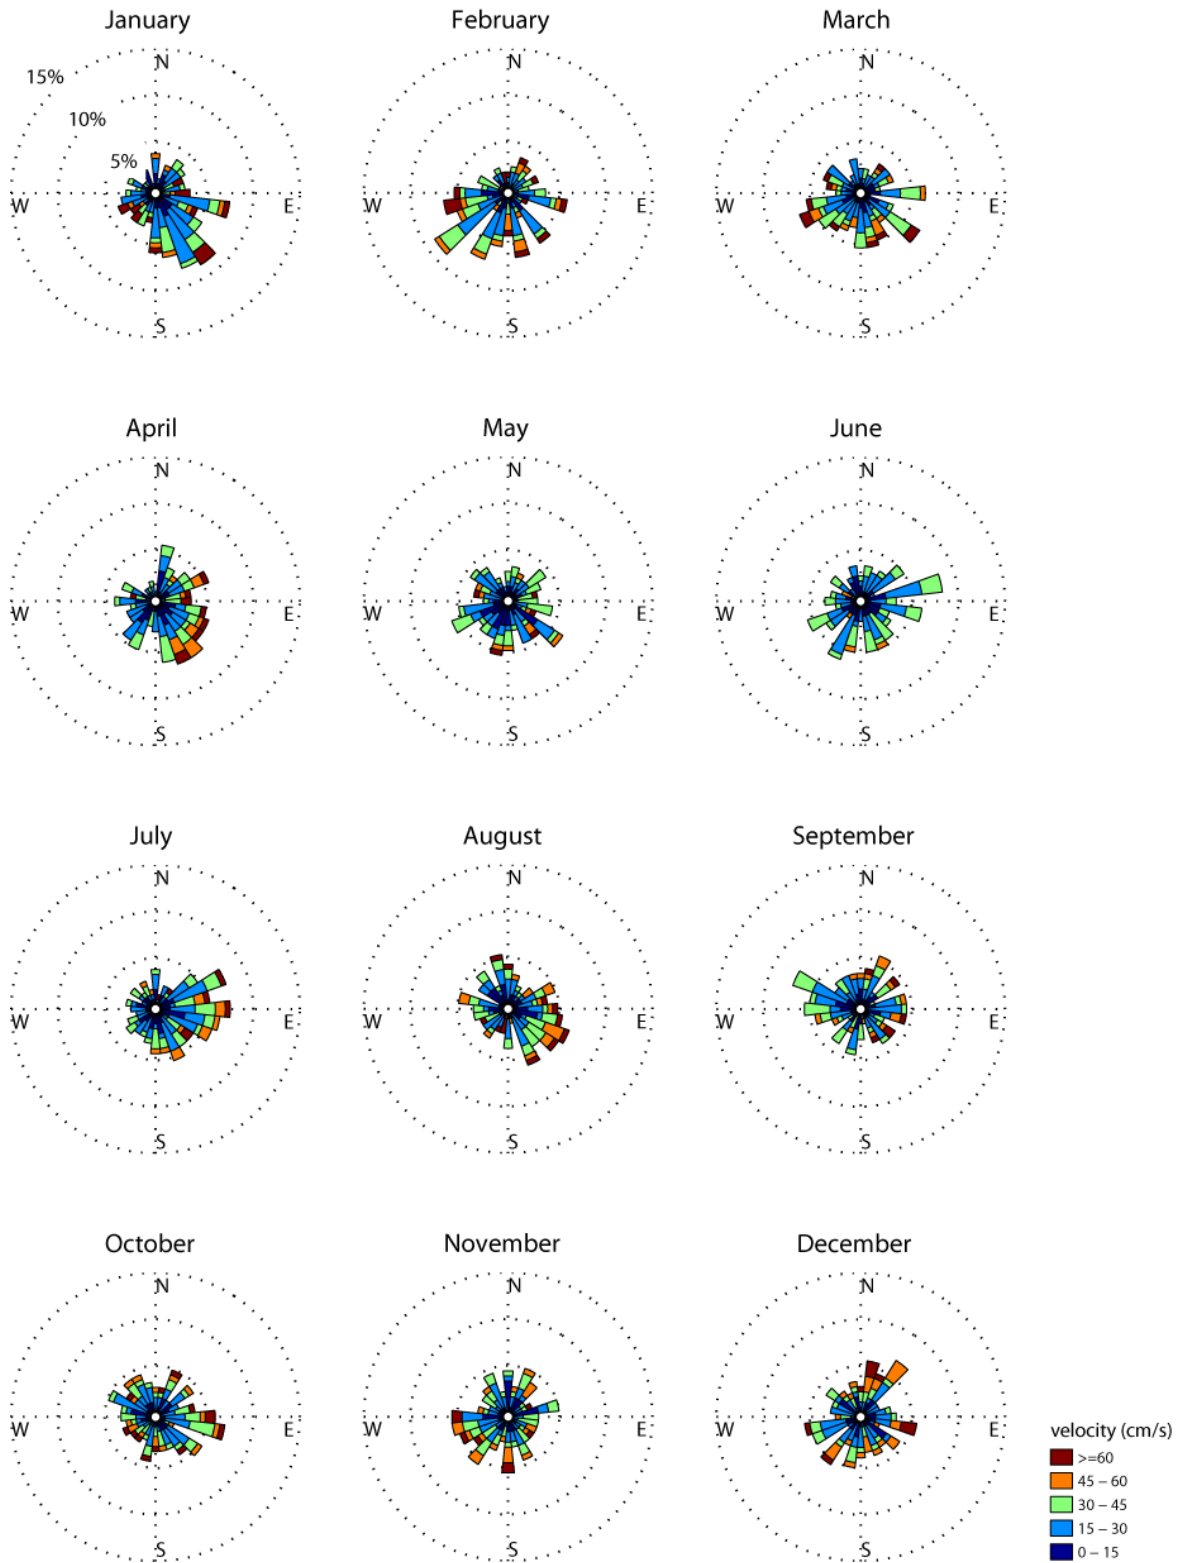 January
February
March
N
N
N
15%
10%
5%
W
E
W
E
W
E
S
S
S
April
May
June
N
N
N
W
E
W
E
W
E
S
S
S
July
August
September
N
N
N
W
E
W
E
W
E
S
S
S
October
November
December
N
N
N
W
E
W
E
W
E
S
S
S
velocity (cm/s)
>=60
45 – 60
30 – 45
15 – 30
0 – 15